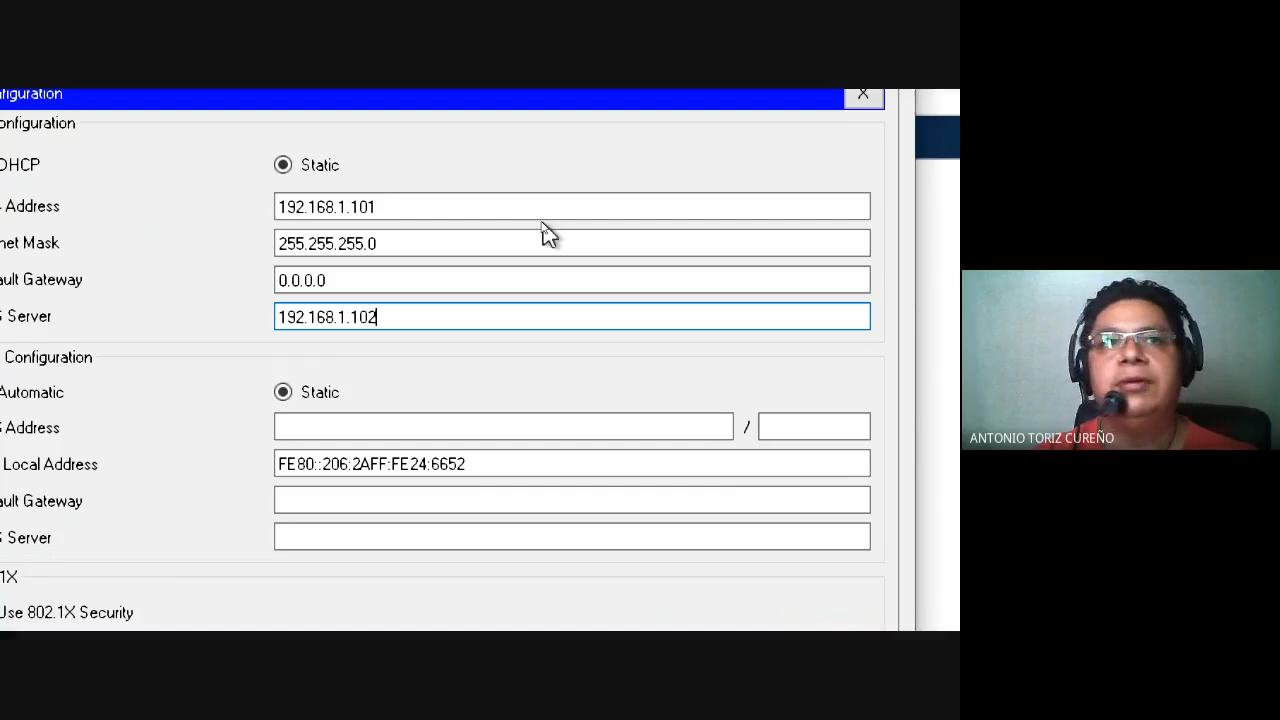 figuration
onfiguration
DHCP
Static
Address
192.168.1.101
net Mask
255.255.255.0
ault Gateway
0.0.0.0
Server
192.168.1.102
Configuration
Automatic
Static
Address
/
Local Address
FE80::206:2AFF:FE24:6652
ault Gateway
Server
1X
Use 802.1X Security
X
ANTONIO TORIZ CUREÑO